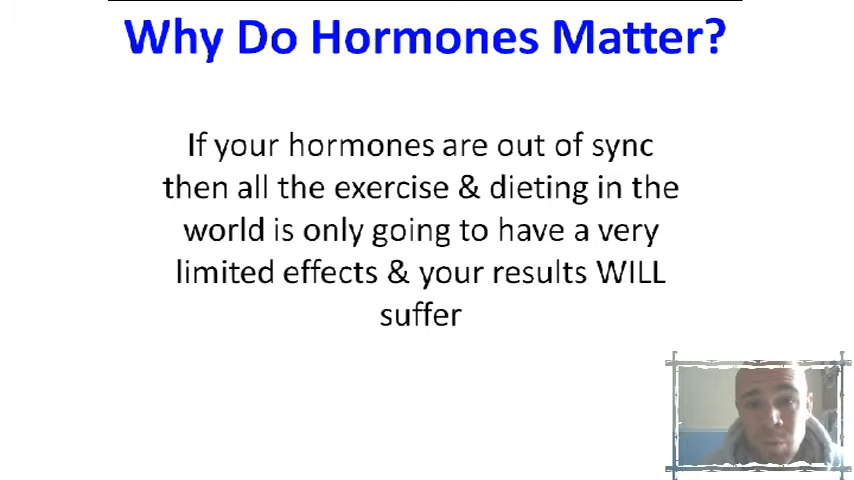 Why Do Hormones Matter?
If your hormones are out of sync
then all the exercise & dieting in the
world is only going to have a very
limited effects & your results WILL
suffer